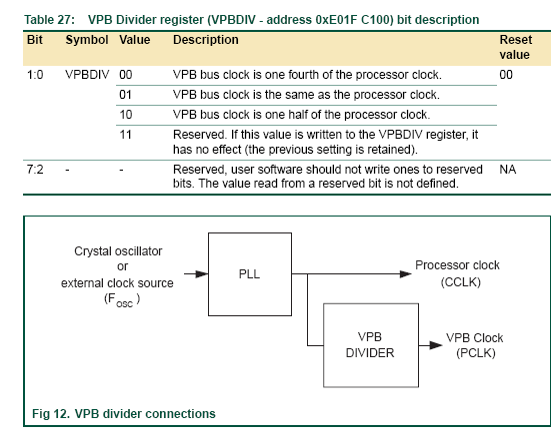 Table 27: VPB Divider register (VPBDIV - address 0xE01F C100) bit description
Bit Symbol Value Description Reset
value
1:0 VPBDIV 00 VPB bus clock is one fourth of the processor clock. 00
01 VPB bus clock is the same as the processor clock.
10 VPB bus clock is one half of the processor clock.
11 Reserved. If this value is written to the VPBDIV register, it
has no effect (the previous setting is retained).
7:2 - - Reserved, user software should not write ones to reserved NA
bits. The value read from a reserved bit is not defined.
Crystal oscillator
or
external clock source
(FOSC)
PLL
Processor clock
(CCLK)
VPB
DIVIDER
VPB Clock
(PCLK)
Fig 12. VPB divider connections